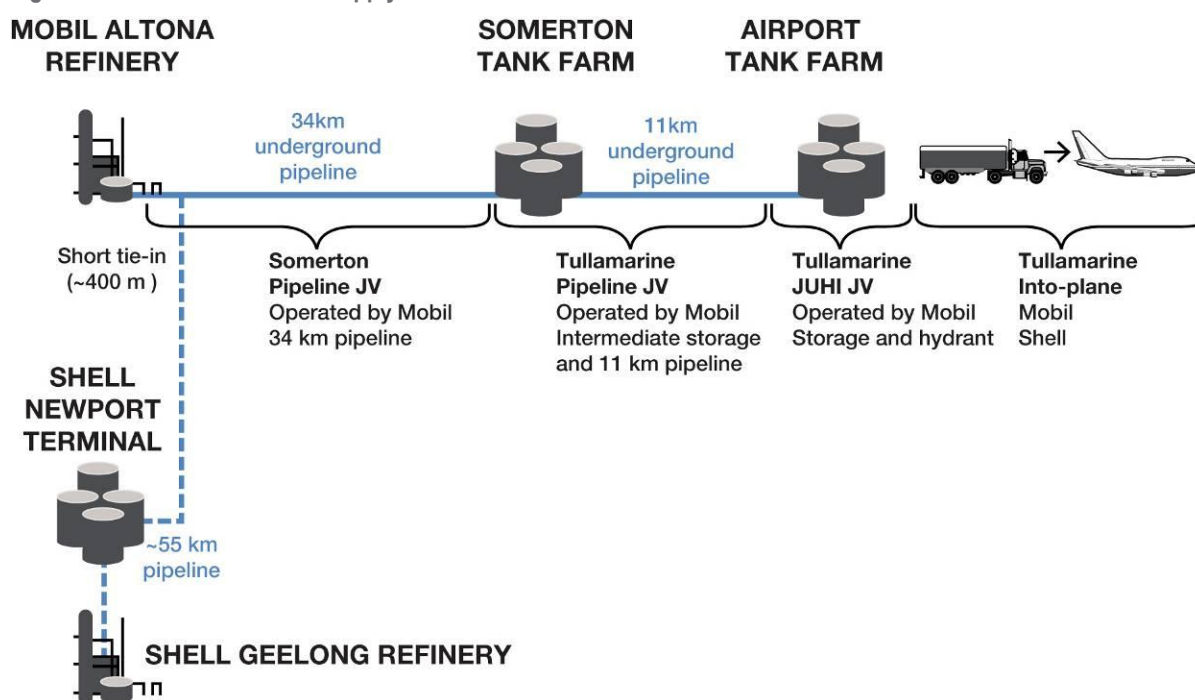 MOBIL ALTONA
REFINERY
SOMERTON
TANK FARM
AIRPORT
TANK FARM
34km
underground
pipeline
11km
underground
pipeline
Short tie-in
(~400 m )
Somerton
Pipeline JV
Operated by Mobil
34 km pipeline
Tullamarine
Pipeline JV
Operated by Mobil
Intermediate storage
and 11 km pipeline
Tullamarine
JUHI JV
Operated by Mobil
Storage and hydrant
Tullamarine
Into-plane
Mobil
Shell
SHELL
NEWPORT
TERMINAL
~55 km
pipeline
SHELL GEELONG REFINERY